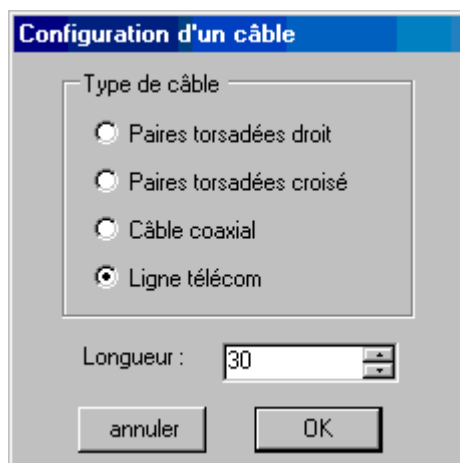 Configuration d'un câble
Type de câble
Paires torsadées droit
Paires torsadées croisé
Câble coaxial
Ligne télécom
Longueur : 30
annuler OK